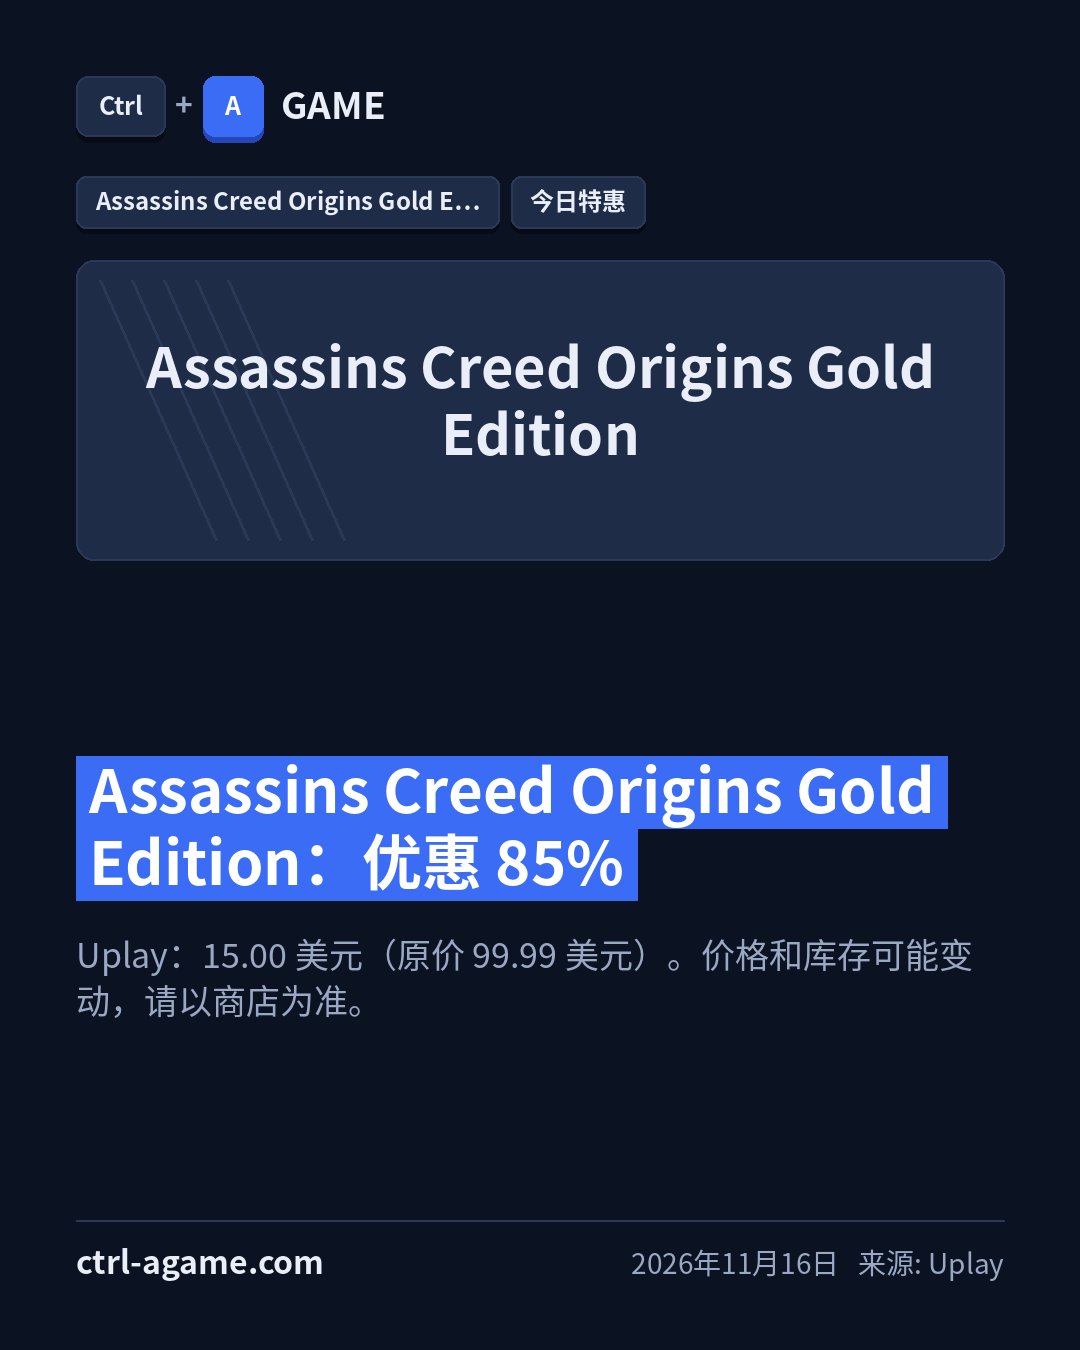 Ctrl + A GAME
Assassins Creed Origins Gold E… 今日特惠
Assassins Creed Origins Gold
Edition
Assassins Creed Origins Gold
Edition：优惠 85%
Uplay：15.00 美元（原价 99.99 美元）。价格和库存可能变
动，请以商店为准。
ctrl-agame.com 2026年11月16日 来源: Uplay